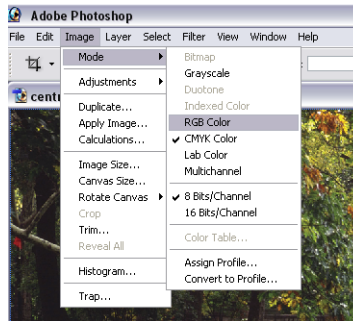 Adobe Photoshop
File Edit Image Layer Select Filter View Window Help
centr
Mode
Adjustments
Duplicate...
Apply Image...
Calculations...
Image Size...
Canvas Size...
Rotate Canvas
Crop
Trim...
Reveal All
Histogram...
Trap...
Bitmap
Grayscale
Duotone
Indexed Color
RGB Color
CMYK Color
Lab Color
Multichannel
8 Bits/Channel
16 Bits/Channel
Color Table...
Assign Profile...
Convert to Profile...